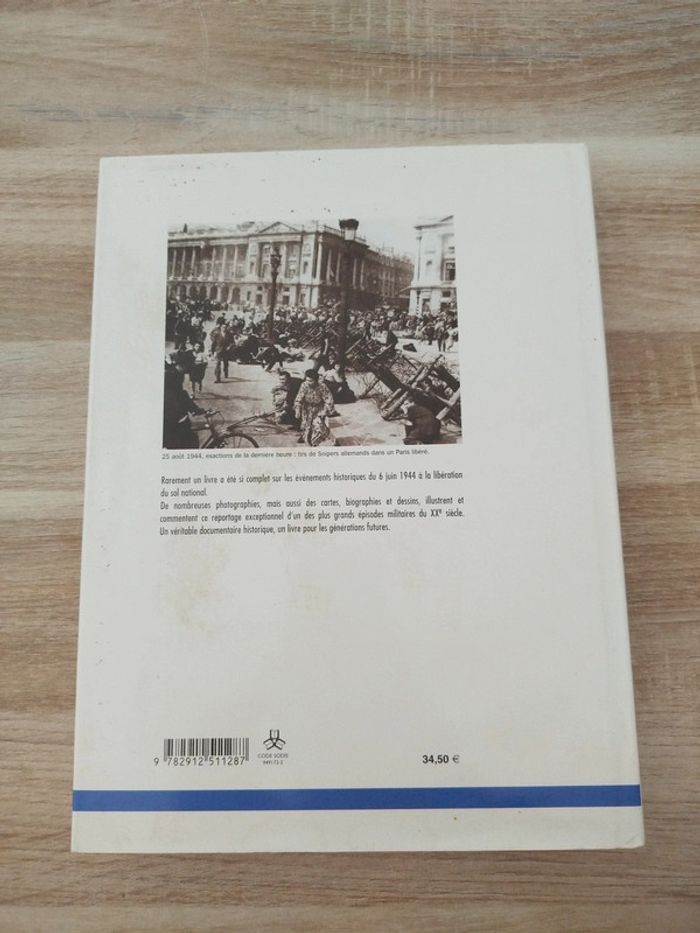 25 août 1944, exactions de la dernière heure : tirs de Snipers allemands dans un Paris libéré.
Rarement un livre a été si complet sur les événements historiques du 6 juin 1944 à la libération
du sol national.
De nombreuses photographies, mais aussi des cartes, biographies et dessins, illustrent et
commentent ce reportage exceptionnel d'un des plus grands épisodes militaires du XXᵉ siècle.
Un véritable documentaire historique, un livre pour les générations futures.
9 782912 511287
CODE SODIS
34,50 €